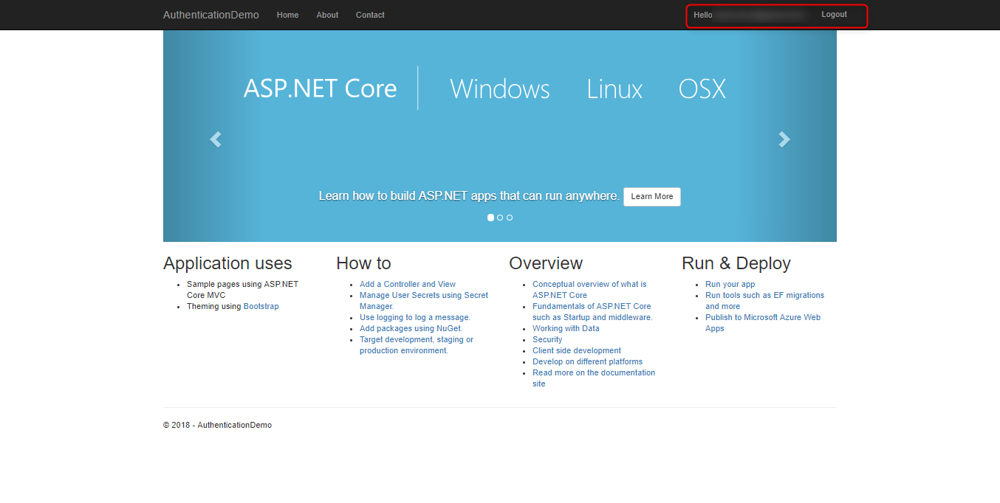 AuthenticationDemo Home About Contact Hello Logout
ASP.NET Core Windows Linux OSX
Learn how to build ASP.NET apps that can run anywhere. Learn More
Application uses
Sample pages using ASP.NET
Core MVC
Theming using Bootstrap
How to
Add a Controller and View
Manage User Secrets using Secret
Manager.
Use logging to log a message.
Add packages using NuGet.
Target development, staging or
production environment.
Overview
Conceptual overview of what is
ASP.NET Core
Fundamentals of ASP.NET Core
such as Startup and middleware.
Working with Data
Security
Client side development
Develop on different platforms
Read more on the documentation
site
Run & Deploy
Run your app
Run tools such as EF migrations
and more
Publish to Microsoft Azure Web
Apps
© 2018 - AuthenticationDemo